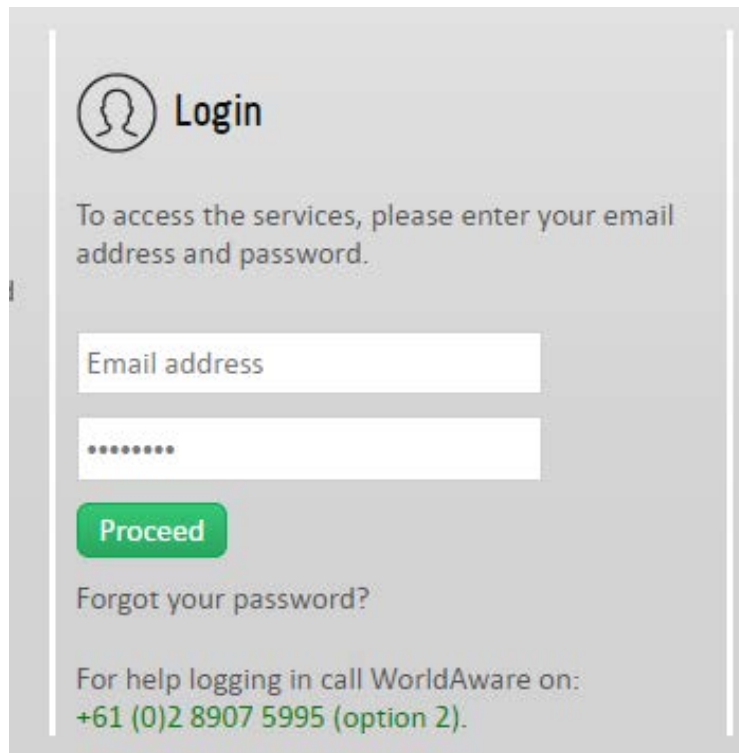 Login
To access the services, please enter your email
address and password.
Email address
••••••••
Proceed
Forgot your password?
For help logging in call WorldAware on:
+61 (0)2 8907 5995 (option 2).